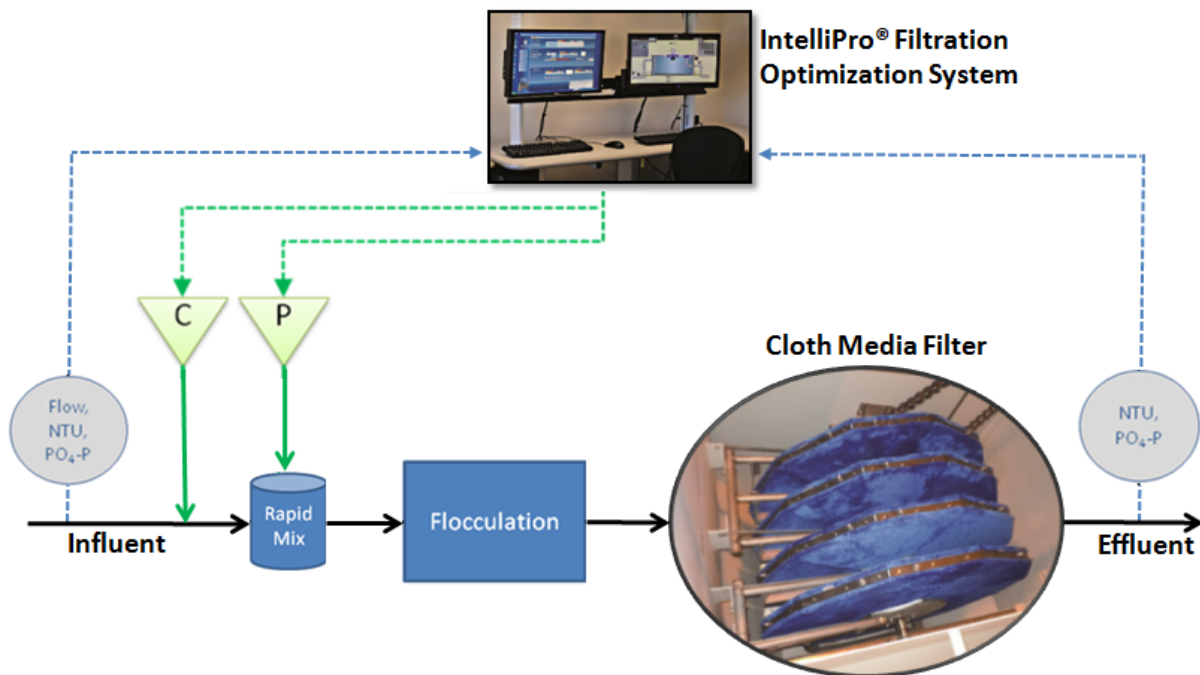 IntelliPro® Filtration
Optimization System
C
P
Cloth Media Filter
Flow,
NTU,
PO₄-P
NTU,
PO₄-P
Rapid
Mix
Flocculation
Influent
Effluent